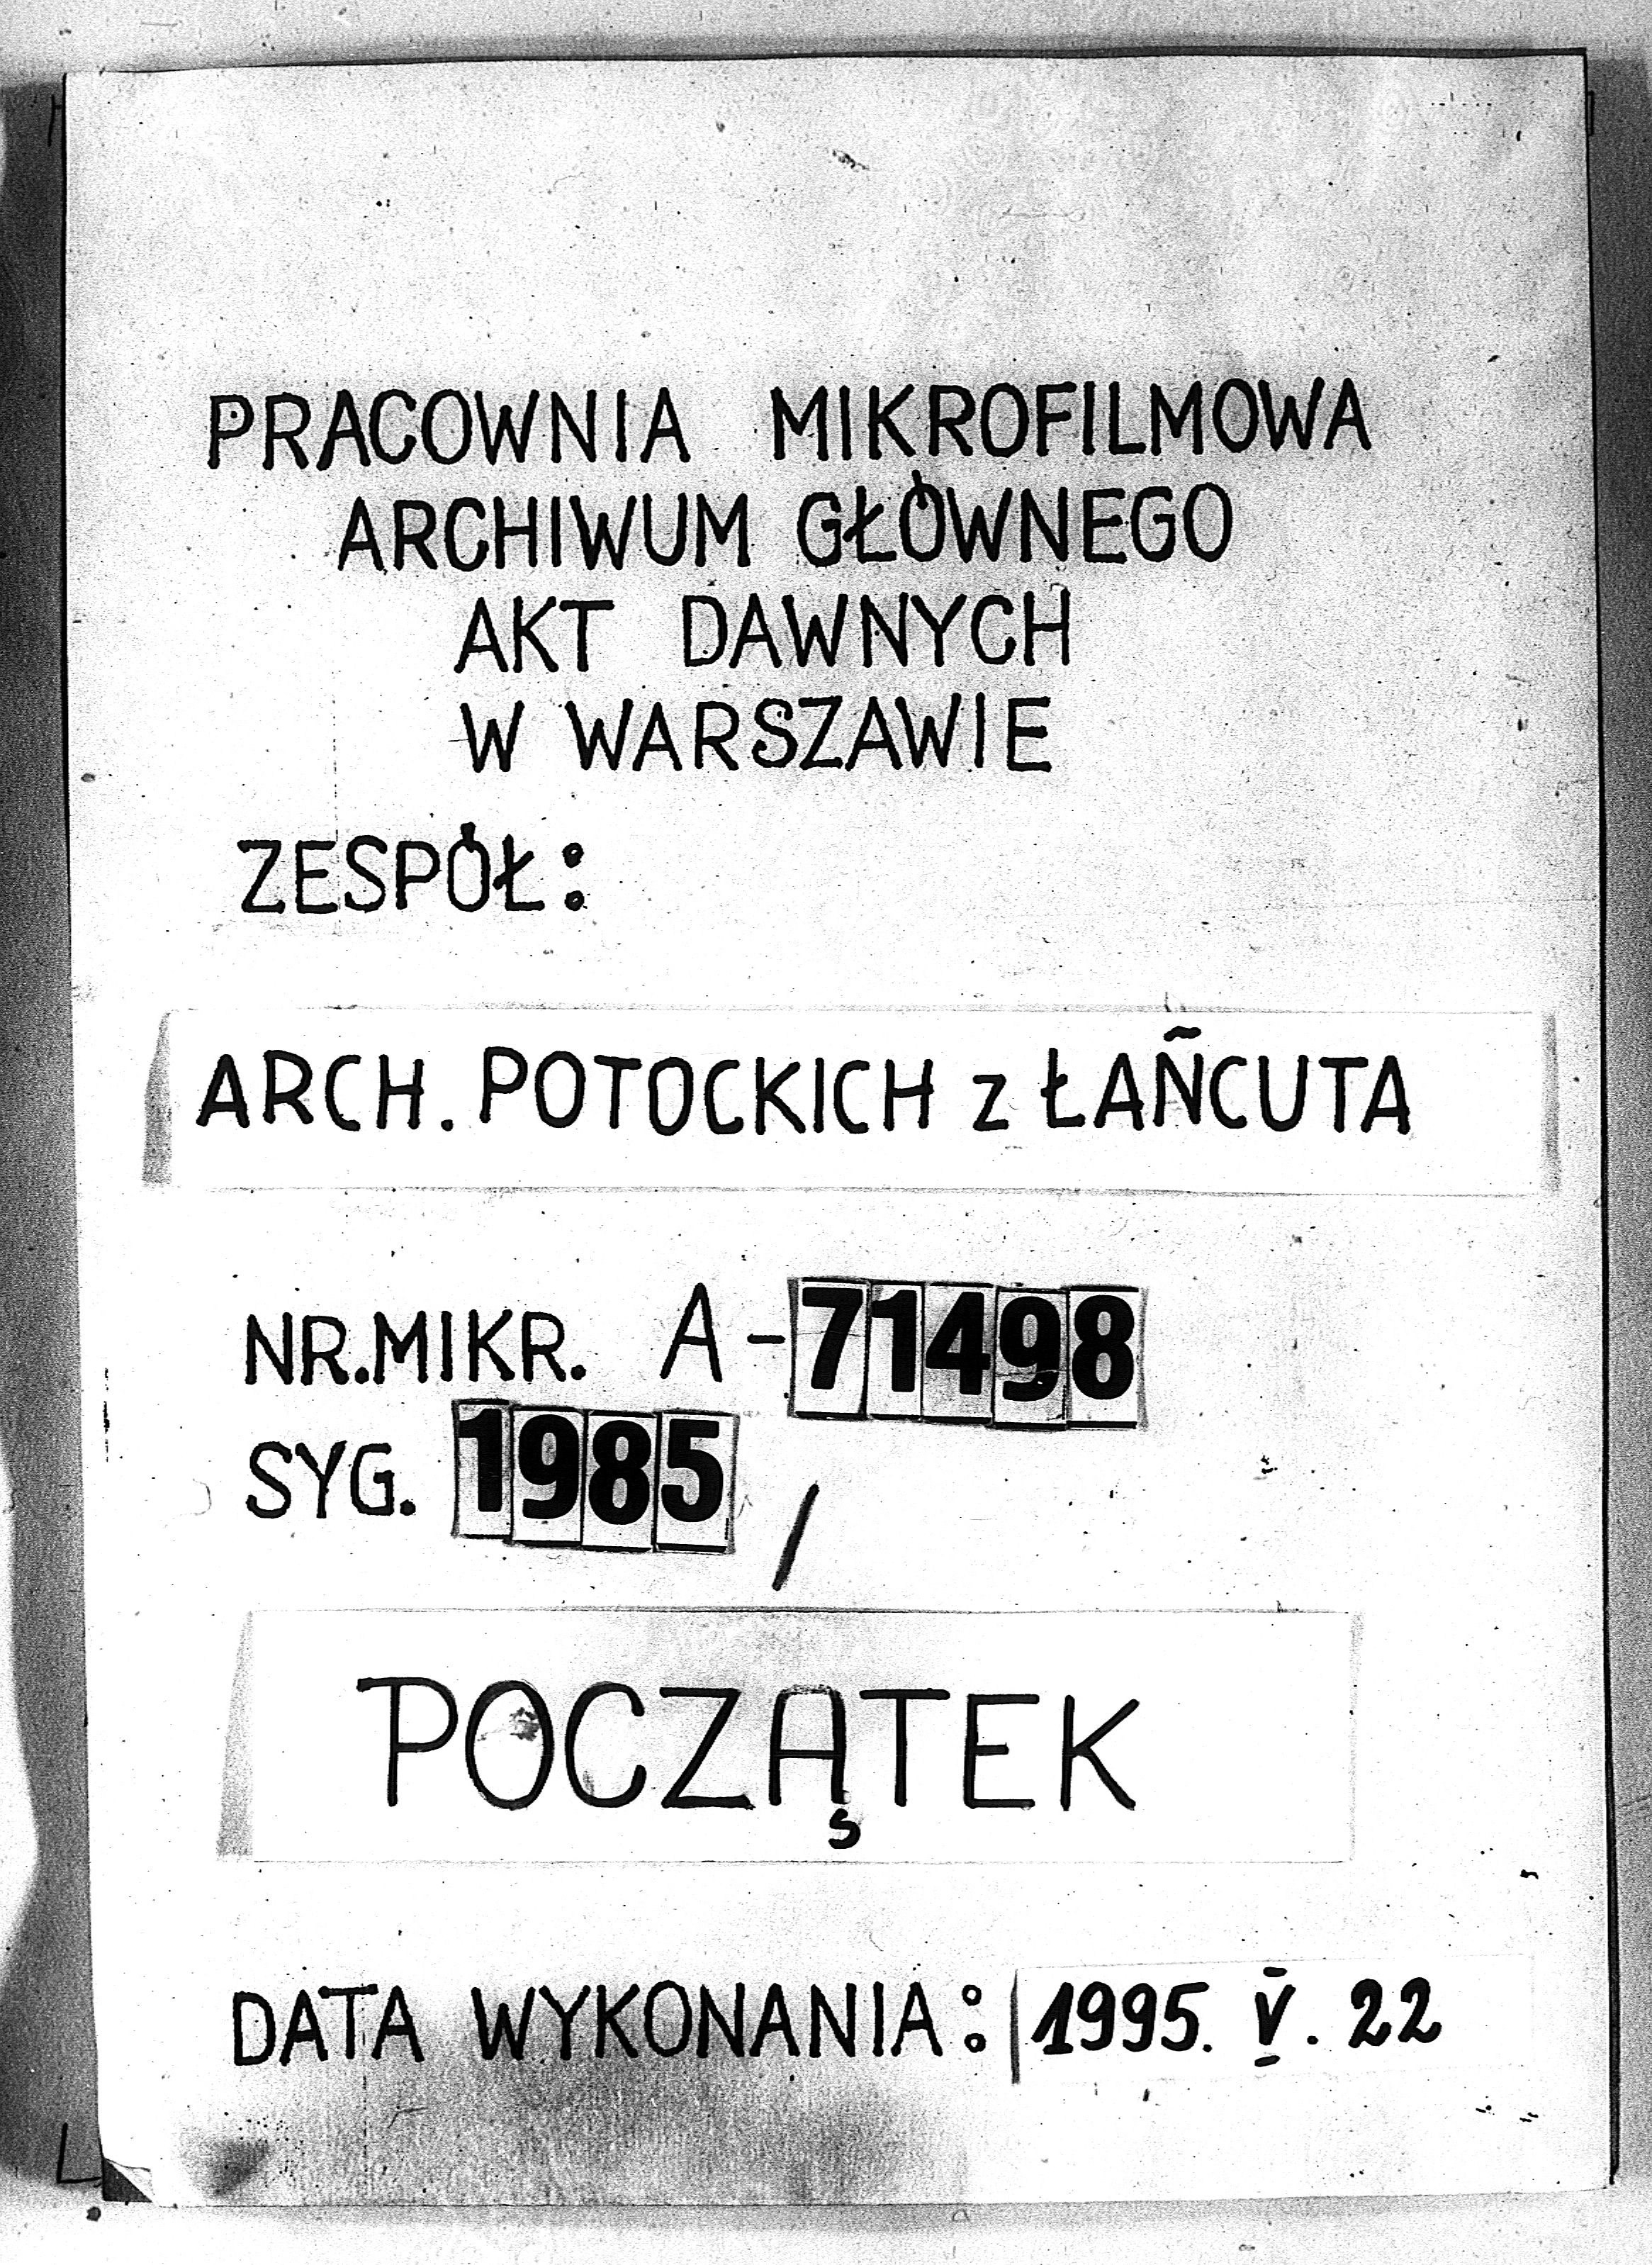 PRACOWNIA MIKROFILMOWA
ARCHIWUM GŁÓWNEGO
AKT DAWNYCH
W WARSZAWIE
ZESPÓŁ:
ARCH. POTOCKICH z ŁAÑCUTA
NR.MIKR. A-71498
SYG. 1985 /
POCZĄTEK
DATA WYKONANIA: 1995. V. 22